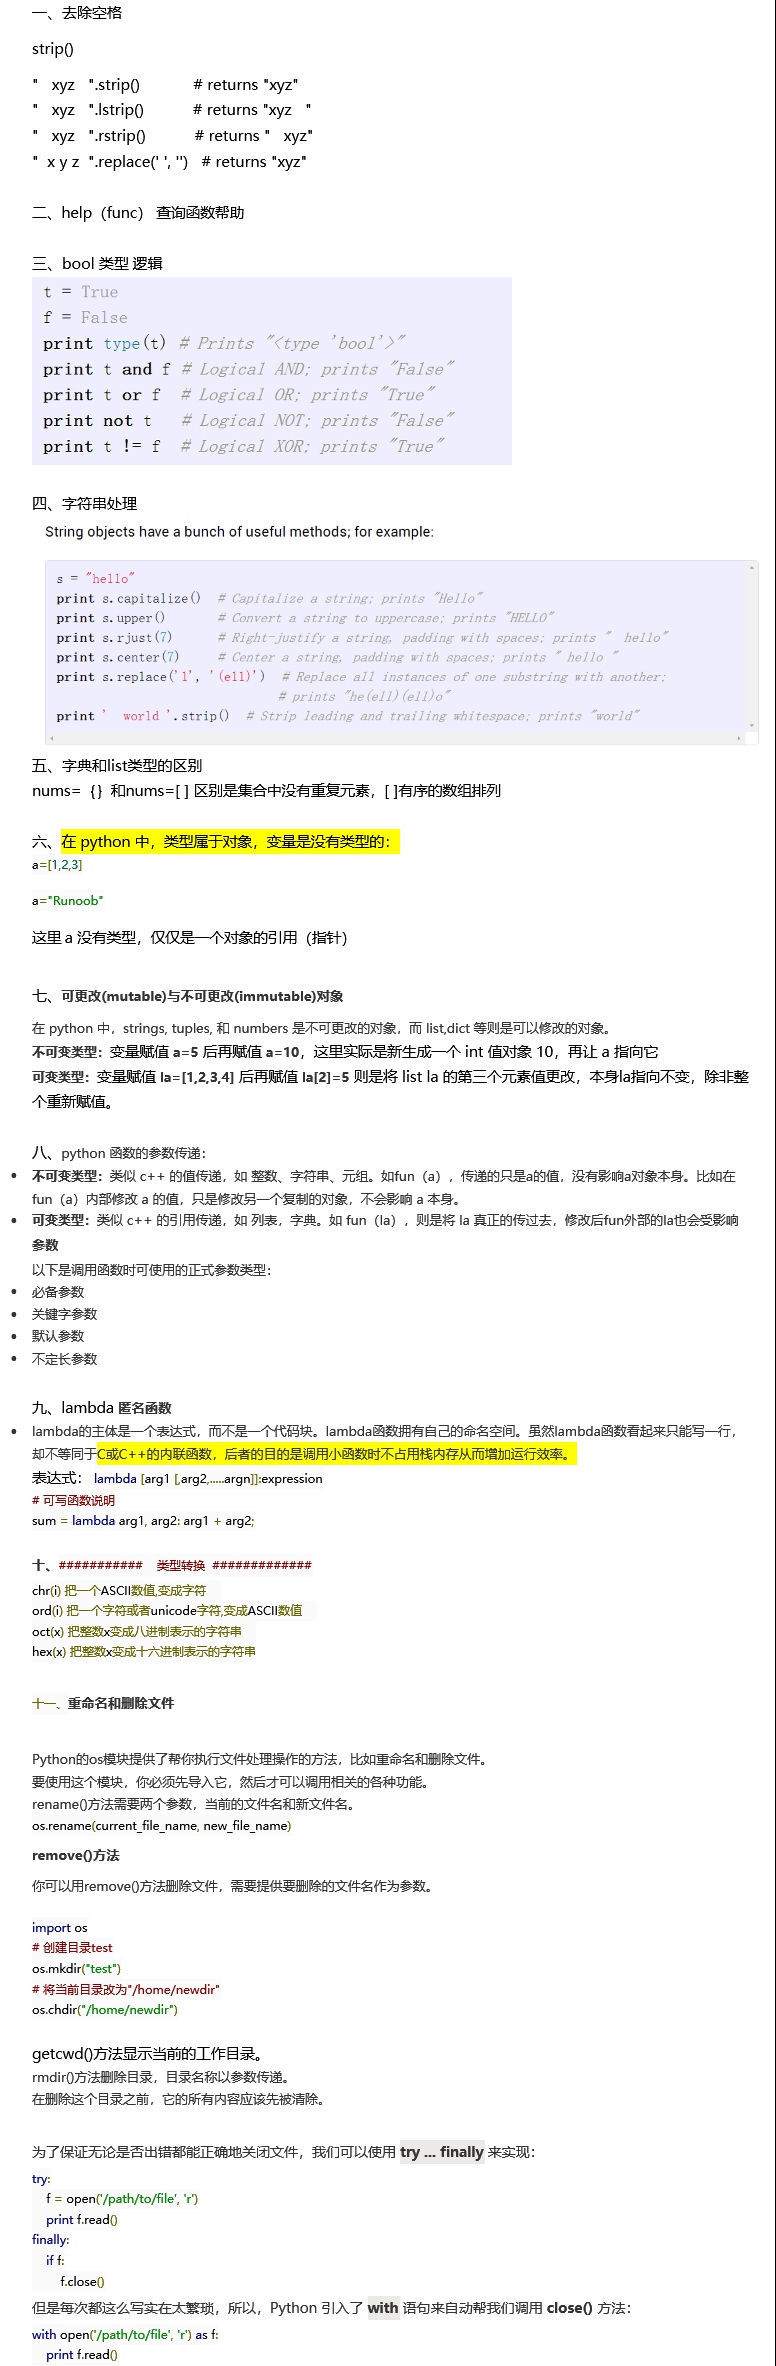 一、去除空格
strip()
"   xyz   ".strip()            # returns "xyz"
"   xyz   ".lstrip()           # returns "xyz   "
"   xyz   ".rstrip()           # returns "   xyz"
"  x y z  ".replace(' ', '')   # returns "xyz"
二、help（func） 查询函数帮助
三、bool 类型 逻辑
t = True
f = False
print type(t) # Prints "<type 'bool'>"
print t and f # Logical AND; prints "False"
print t or f  # Logical OR; prints "True"
print not t   # Logical NOT; prints "False"
print t != f  # Logical XOR; prints "True"
四、字符串处理
String objects have a bunch of useful methods; for example:
s = "hello"
print s.capitalize()  # Capitalize a string; prints "Hello"
print s.upper()       # Convert a string to uppercase; prints "HELLO"
print s.rjust(7)      # Right-justify a string, padding with spaces; prints "  hello"
print s.center(7)     # Center a string, padding with spaces; prints " hello "
print s.replace('l', '(ell)')  # Replace all instances of one substring with another;
# prints "he(ell)(ell)o"
print '  world '.strip()  # Strip leading and trailing whitespace; prints "world"
五、字典和list类型的区别
nums=｛｝和nums=[ ] 区别是集合中没有重复元素，[ ]有序的数组排列
六、在 python 中，类型属于对象，变量是没有类型的：
a=[1,2,3]
a="Runoob"
这里 a 没有类型，仅仅是一个对象的引用（指针）
七、可更改(mutable)与不可更改(immutable)对象
在 python 中，strings, tuples, 和 numbers 是不可更改的对象，而 list,dict 等则是可以修改的对象。
不可变类型：变量赋值 a=5 后再赋值 a=10，这里实际是新生成一个 int 值对象 10，再让 a 指向它
可变类型：变量赋值 la=[1,2,3,4] 后再赋值 la[2]=5 则是将 list la 的第三个元素值更改，本身la指向不变，除非整
个重新赋值。
八、python 函数的参数传递：
• 不可变类型：类似 c++ 的值传递，如 整数、字符串、元组。如fun（a），传递的只是a的值，没有影响a对象本身。比如在
fun（a）内部修改 a 的值，只是修改另一个复制的对象，不会影响 a 本身。
• 可变类型：类似 c++ 的引用传递，如 列表，字典。如 fun（la），则是将 la 真正的传过去，修改后fun外部的la也会受影响
参数
以下是调用函数时可使用的正式参数类型：
• 必备参数
• 关键字参数
• 默认参数
• 不定长参数
九、lambda 匿名函数
• lambda的主体是一个表达式，而不是一个代码块。lambda函数拥有自己的命名空间。虽然lambda函数看起来只能写一行，
却不等同于C或C++的内联函数，后者的目的是调用小函数时不占用栈内存从而增加运行效率。
表达式： lambda [arg1 [,arg2,.....argn]]:expression
# 可写函数说明
sum = lambda arg1, arg2: arg1 + arg2;
十、###########   类型转换  #############
chr(i) 把一个ASCII数值,变成字符
ord(i) 把一个字符或者unicode字符,变成ASCII数值
oct(x) 把整数x变成八进制表示的字符串
hex(x) 把整数x变成十六进制表示的字符串
十一、重命名和删除文件
Python的os模块提供了帮你执行文件处理操作的方法，比如重命名和删除文件。
要使用这个模块，你必须先导入它，然后才可以调用相关的各种功能。
rename()方法需要两个参数，当前的文件名和新文件名。
os.rename(current_file_name, new_file_name)
remove()方法
你可以用remove()方法删除文件，需要提供要删除的文件名作为参数。
import os
# 创建目录test
os.mkdir("test")
# 将当前目录改为"/home/newdir"
os.chdir("/home/newdir")
getcwd()方法显示当前的工作目录。
rmdir()方法删除目录，目录名称以参数传递。
在删除这个目录之前，它的所有内容应该先被清除。
为了保证无论是否出错都能正确地关闭文件，我们可以使用 try ... finally 来实现：
try:
    f = open('/path/to/file', 'r')
    print f.read()
finally:
    if f:
        f.close()
但是每次都这么写实在太繁琐，所以，Python 引入了 with 语句来自动帮我们调用 close() 方法：
with open('/path/to/file', 'r') as f:
    print f.read()